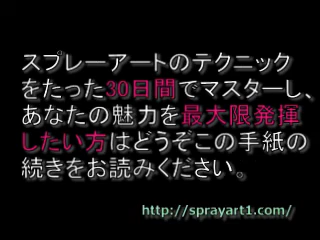 スプレーアートのテクニック
をたった30日間でマスターし、
あなたの魅力を最大限発揮
したい方はどうぞこの手紙の
続きをお読みください。
http://sprayart1.com/